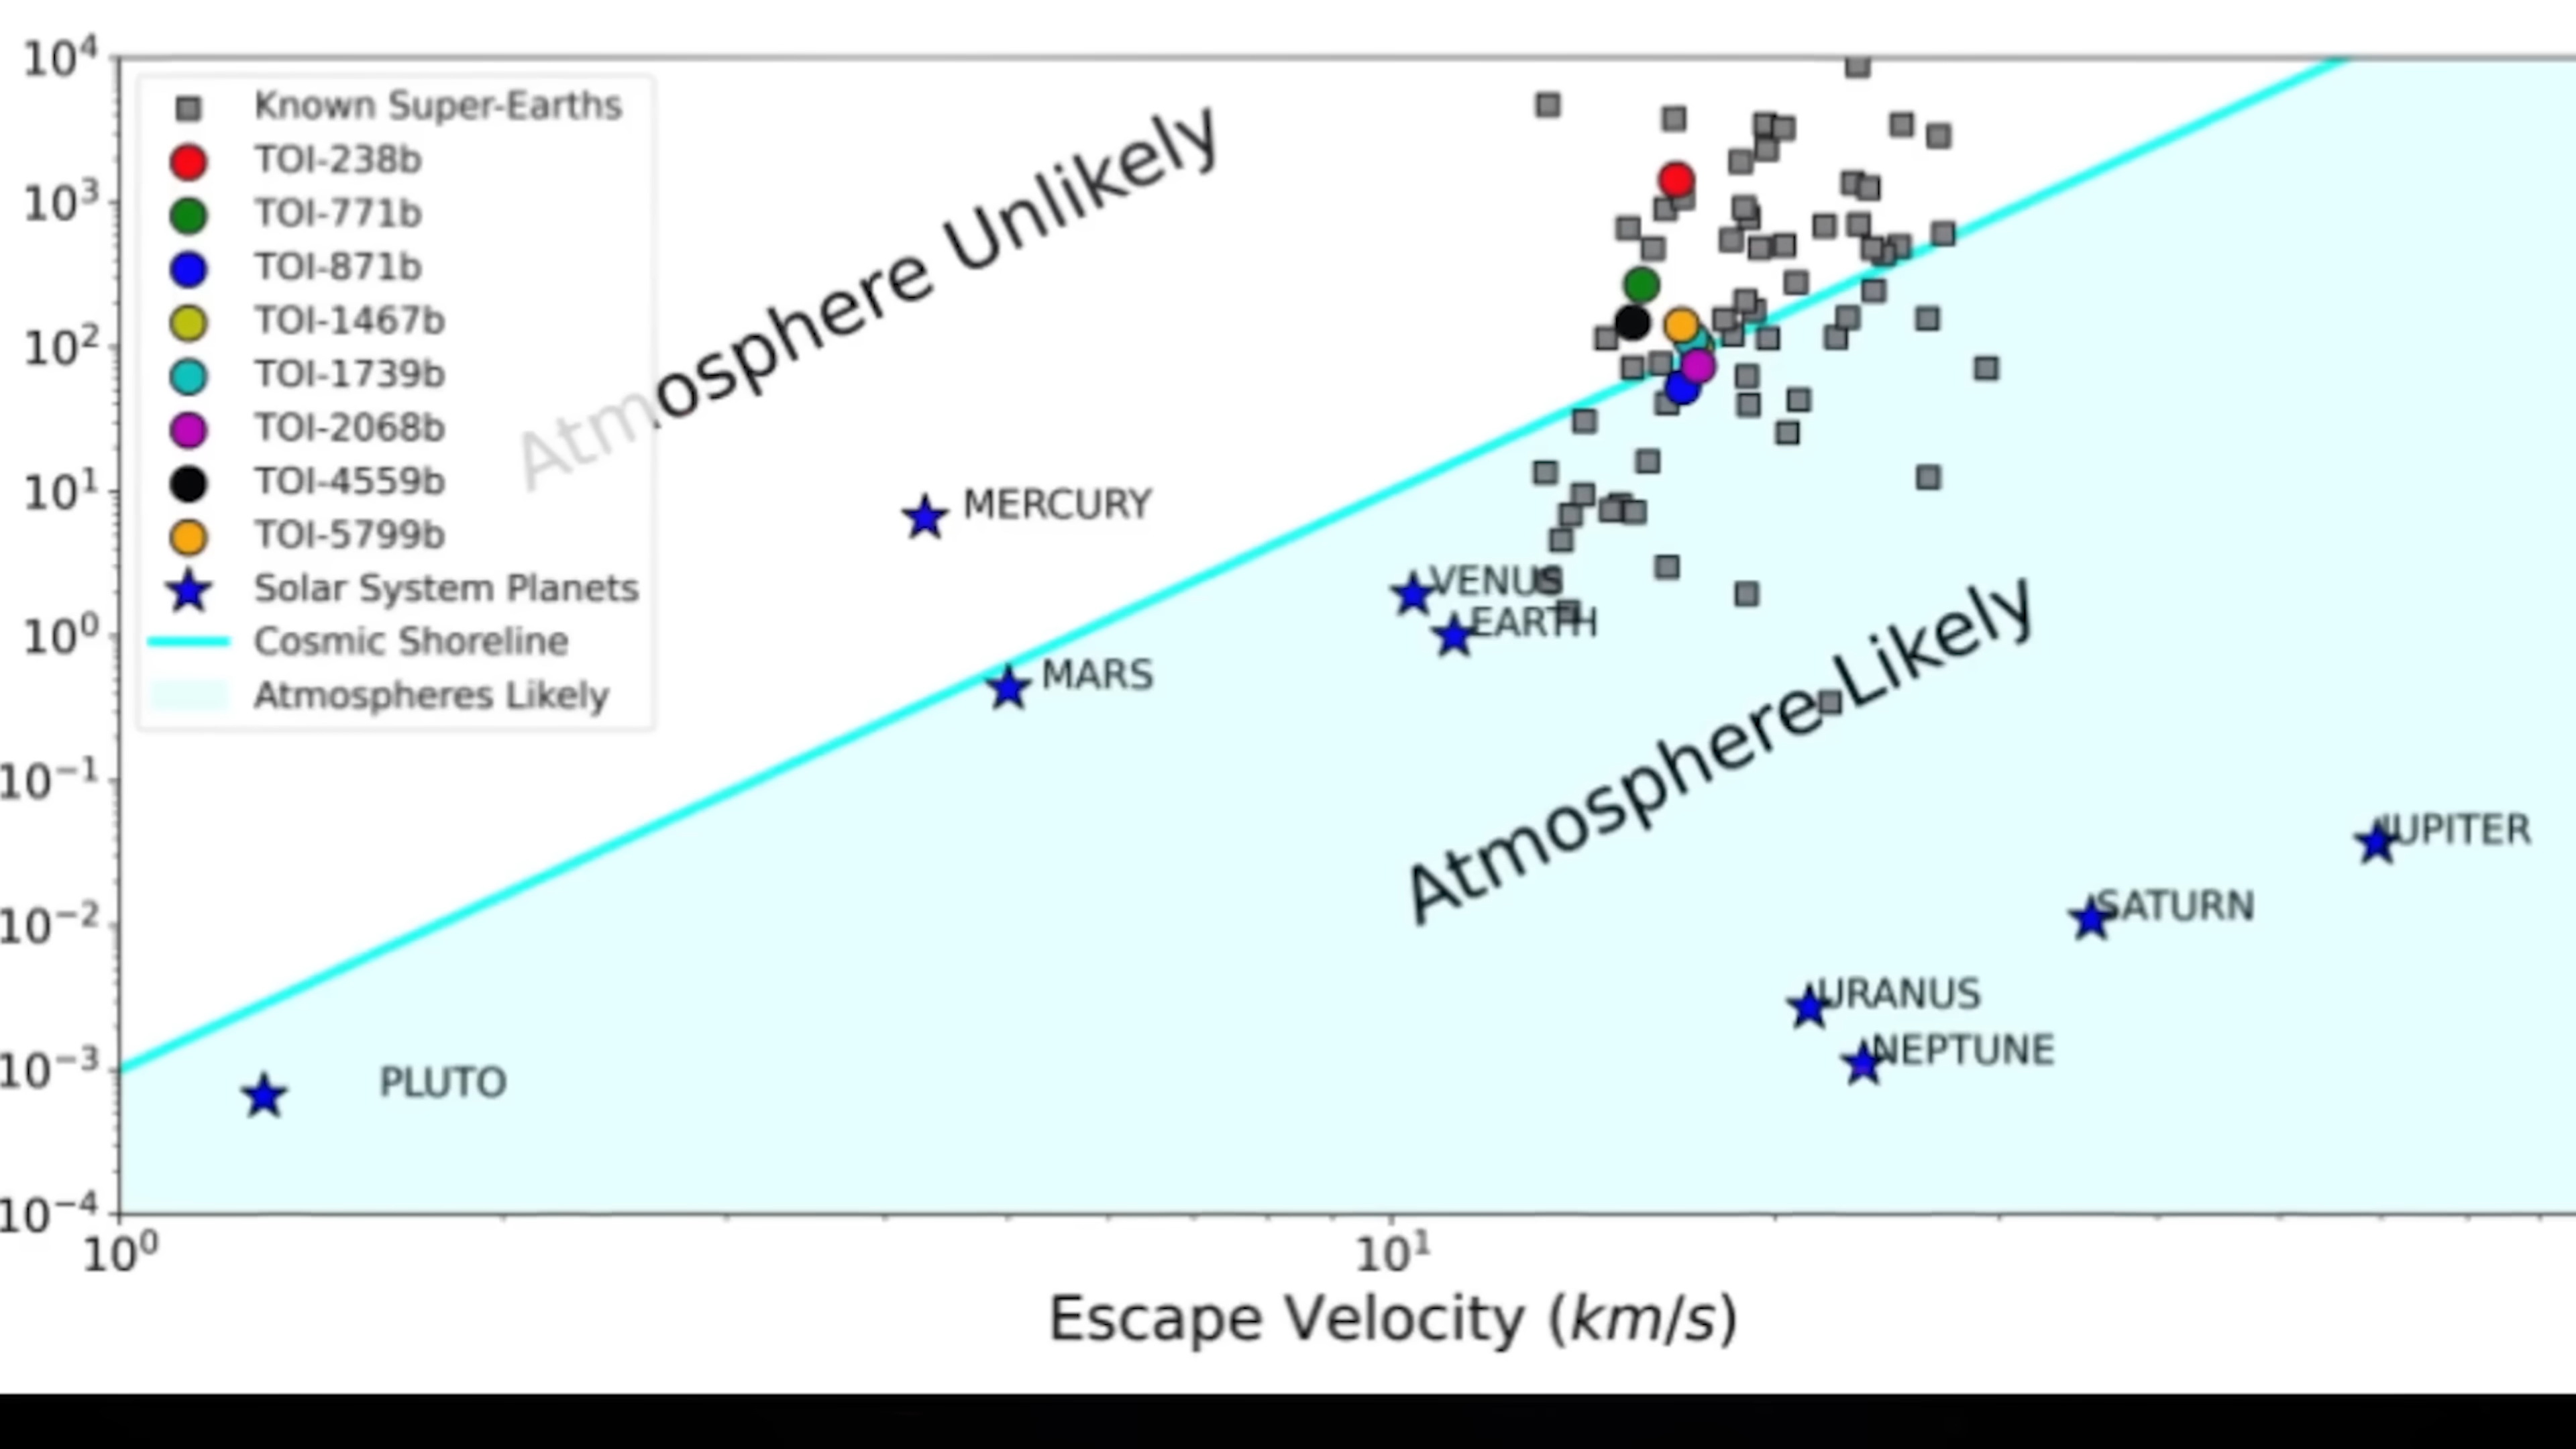 10⁴
10³
10²
10¹
10⁰
10⁻¹
10⁻²
10⁻³
10⁻⁴
Known Super-Earths
TOI-238b
TOI-771b
TOI-871b
TOI-1467b
TOI-1739b
TOI-2068b
TOI-4559b
TOI-5799b
Solar System Planets
Cosmic Shoreline
Atmospheres Likely
Atmosphere Unlikely
MERCURY
VENUS
EARTH
MARS
Atmosphere Likely
JUPITER
SATURN
URANUS
NEPTUNE
PLUTO
10⁰
10¹
Escape Velocity (km/s)